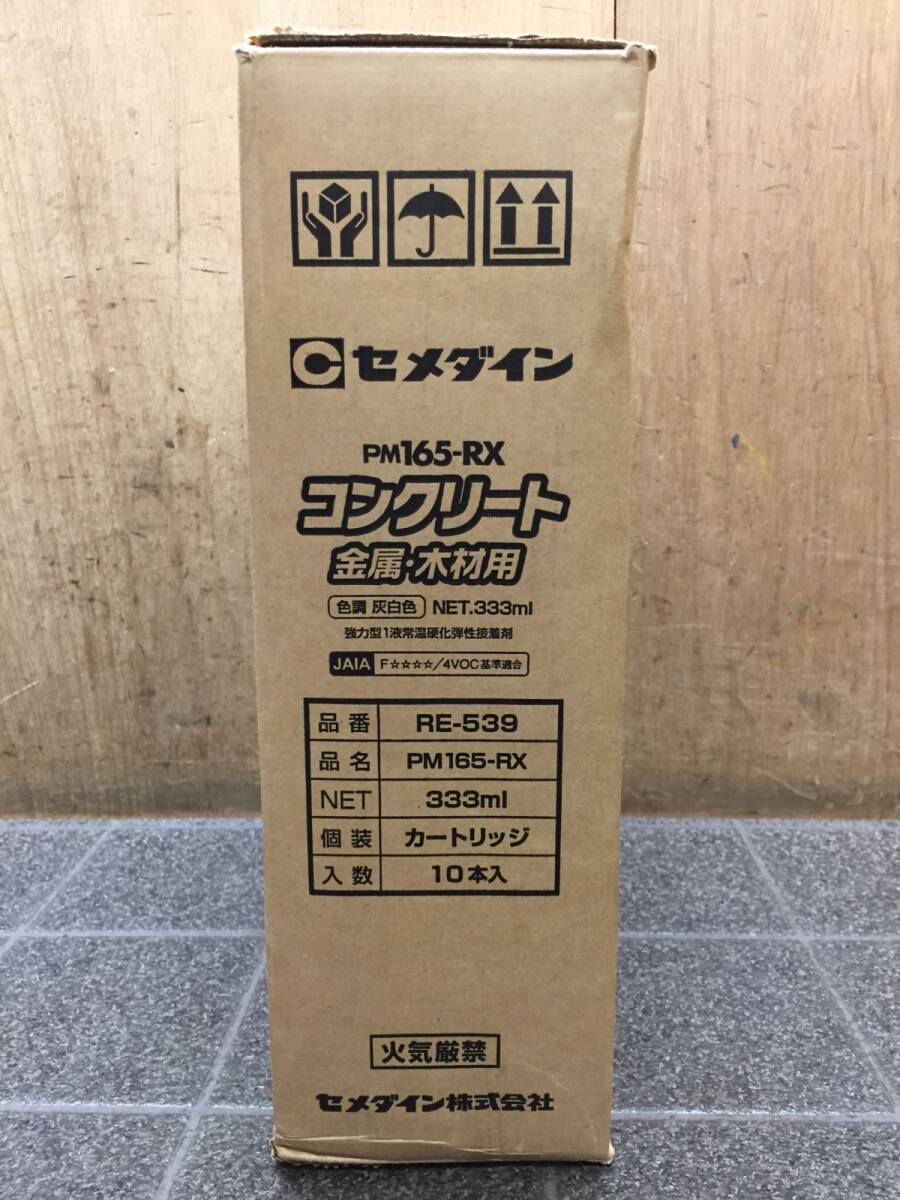 セメダイン
PM165-RX
コンクリート
金属・木材用
色調 灰白色 NET.333ml
強力型1液常温硬化弾性接着剤
JAIA F☆☆☆☆/4VOC基準適合
品番 RE-539
品名 PM165-RX
NET 333ml
個装 カートリッジ
入数 10本入
火気厳禁
セメダイン株式会社